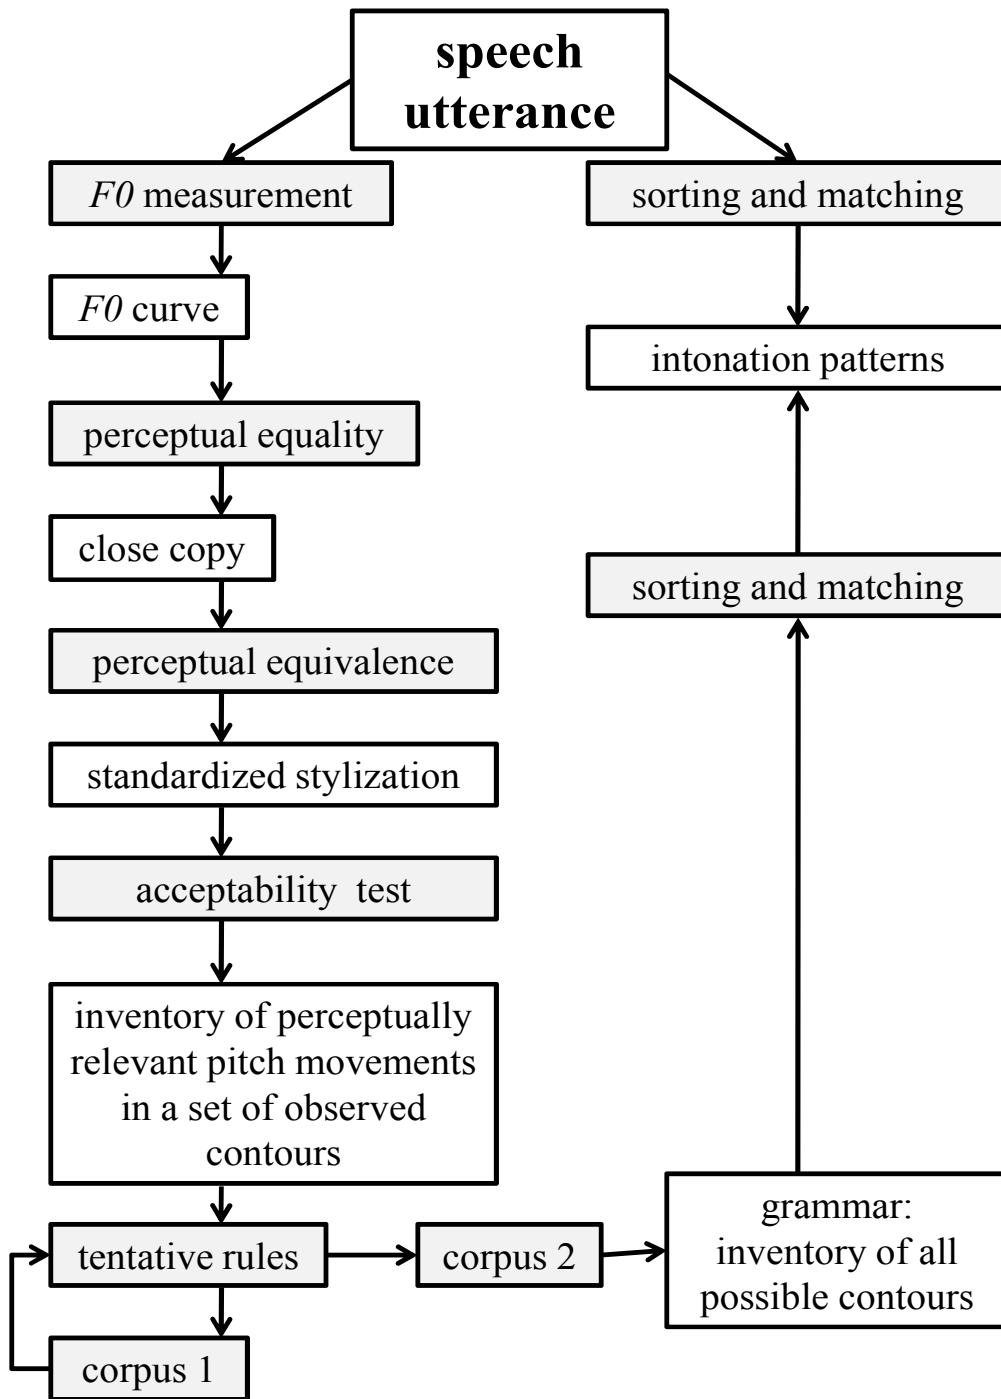 speech
utterance
F0 measurement
sorting and matching
F0 curve
intonation patterns
perceptual equality
close copy
sorting and matching
perceptual equivalence
standardized stylization
acceptability test
inventory of perceptually
relevant pitch movements
in a set of observed
contours
tentative rules
corpus 2
grammar:
inventory of all
possible contours
corpus 1